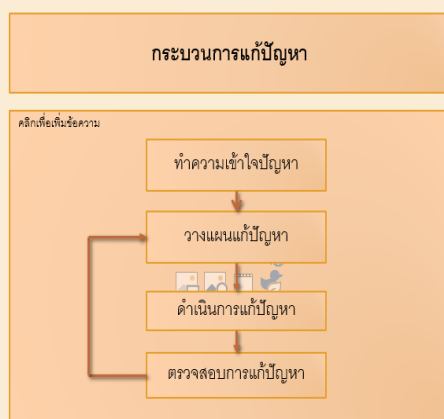 กระบวนการแก้ปัญหา
คลิกเพื่อเพิ่มข้อความ
ทำความเข้าใจปัญหา
วางแผนแก้ปัญหา
ดำเนินการแก้ปัญหา
ตรวจสอบการแก้ปัญหา